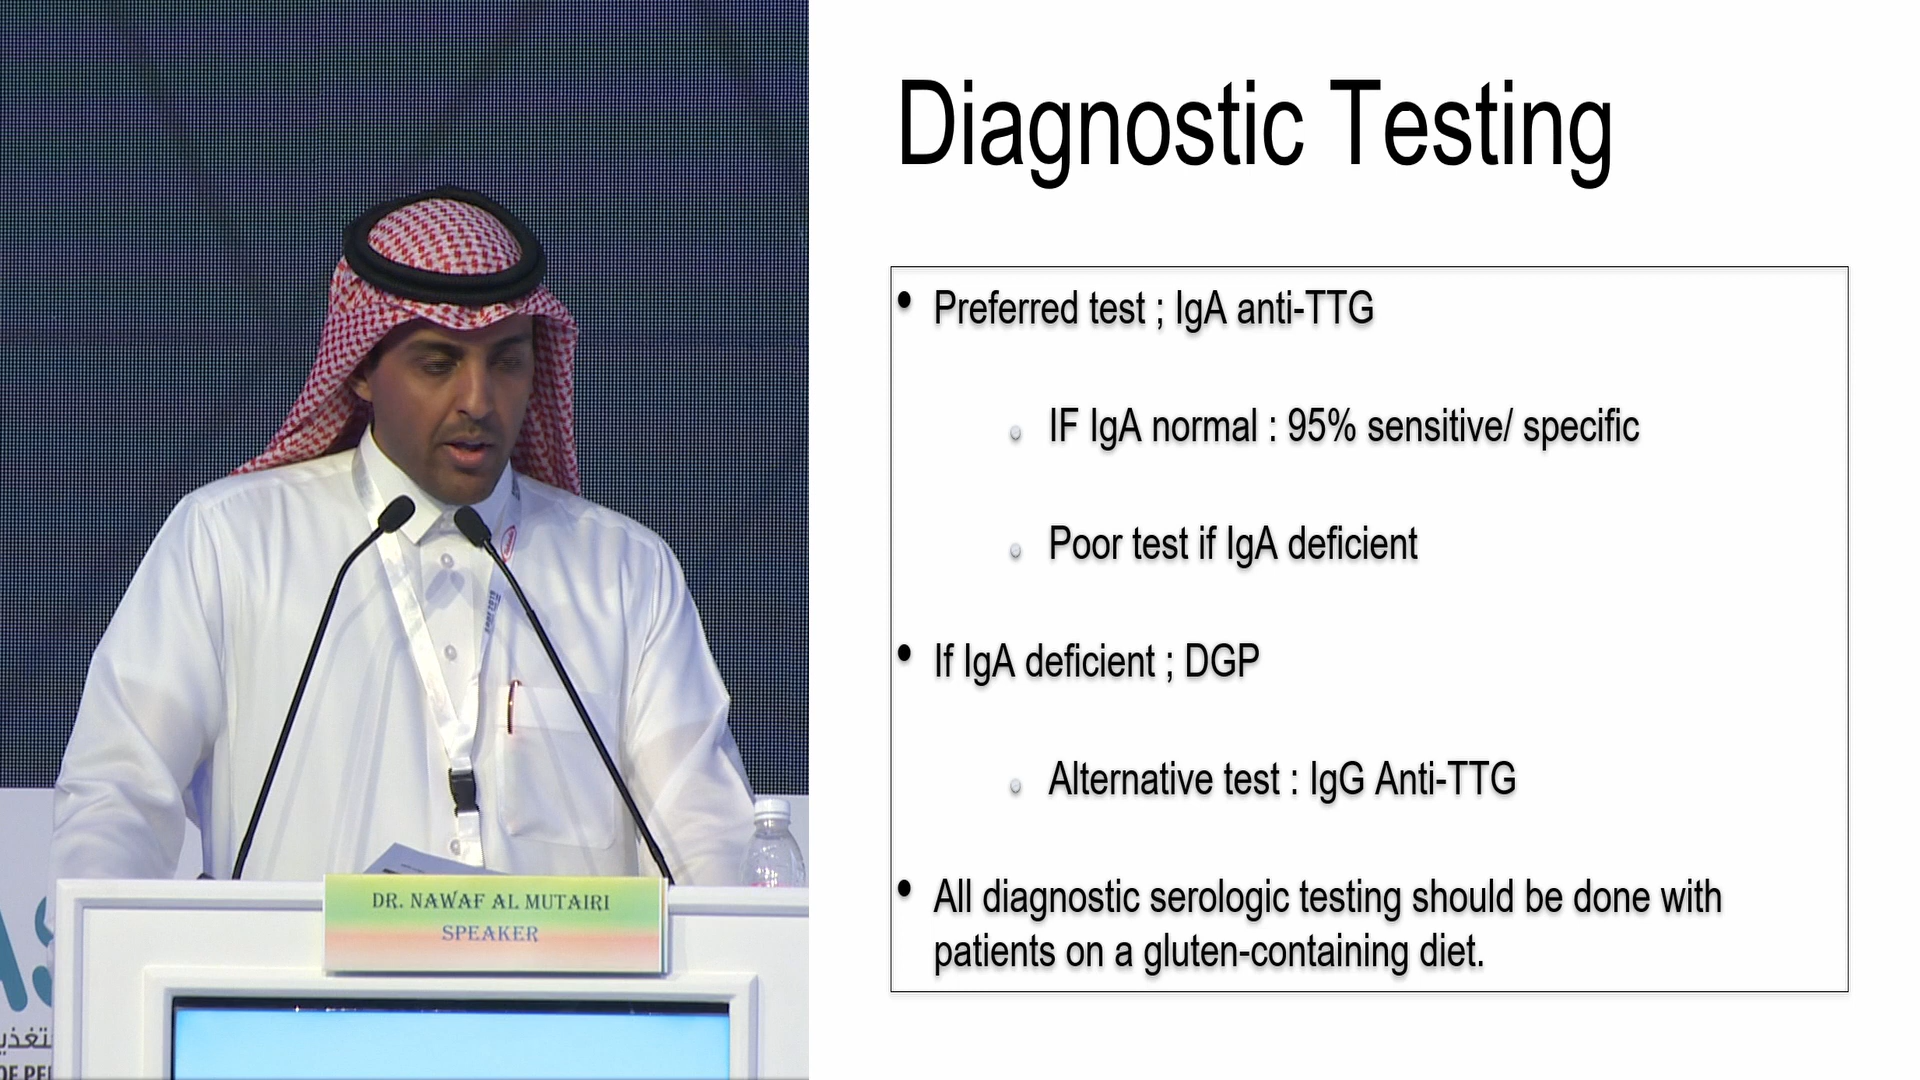 Diagnostic Testing
• Preferred test ; IgA anti-TTG
IF IgA normal : 95% sensitive/ specific
Poor test if IgA deficient
• If IgA deficient ; DGP
Alternative test : IgG Anti-TTG
• All diagnostic serologic testing should be done with
patients on a gluten-containing diet.
DR. NAWAF AL MUTAIRI
SPEAKER